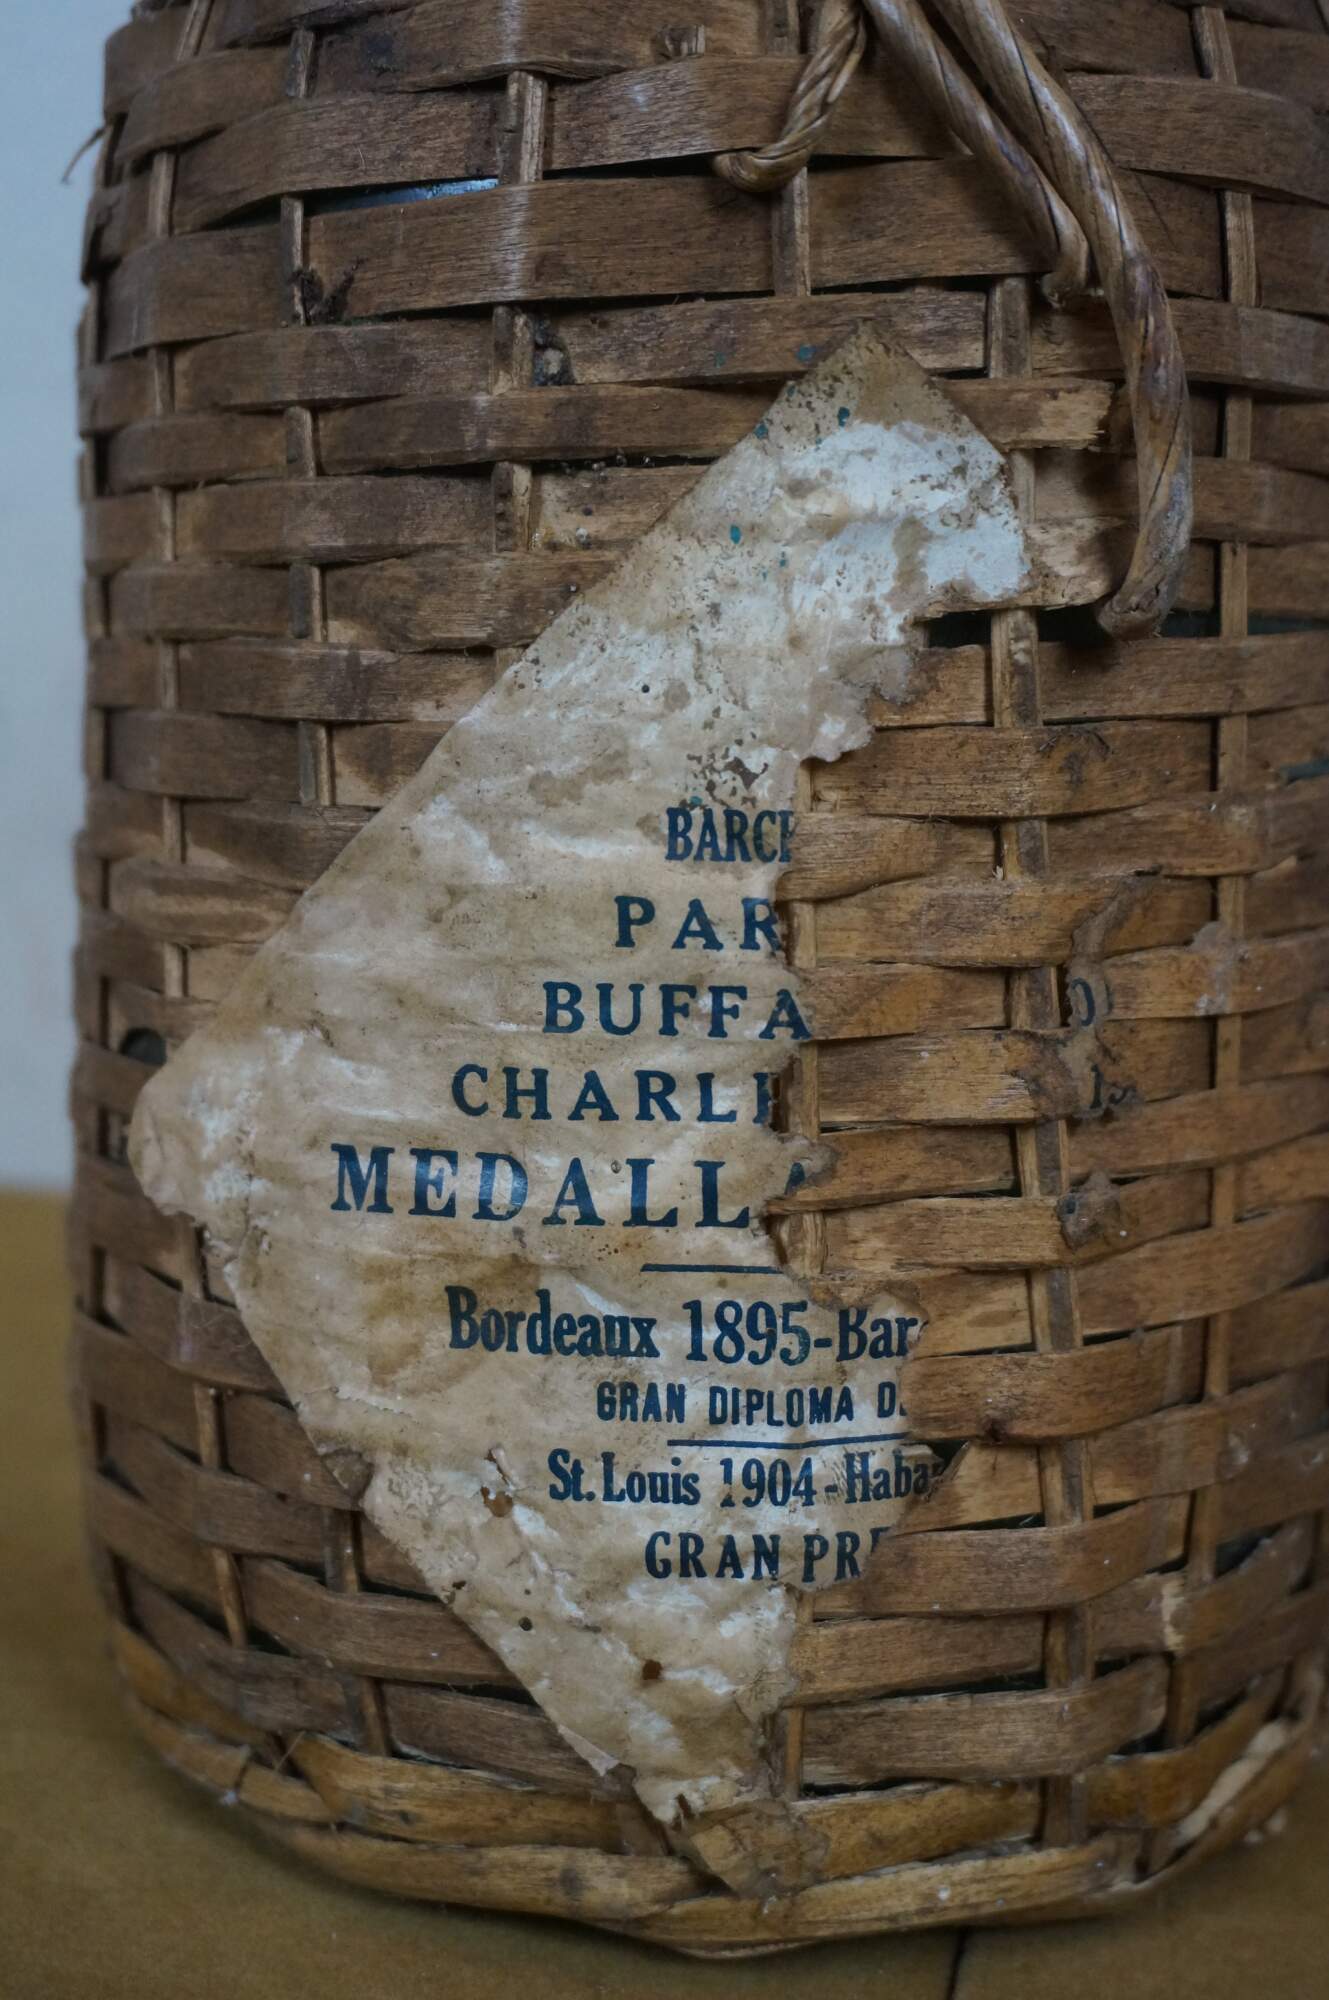 BARC
PAR
BUFFA
CHARL
MEDALLA
Bordeaux 1895-Bar
GRAN DIPLOMA D
St. Louis 1904-Haba
GRAN PRE